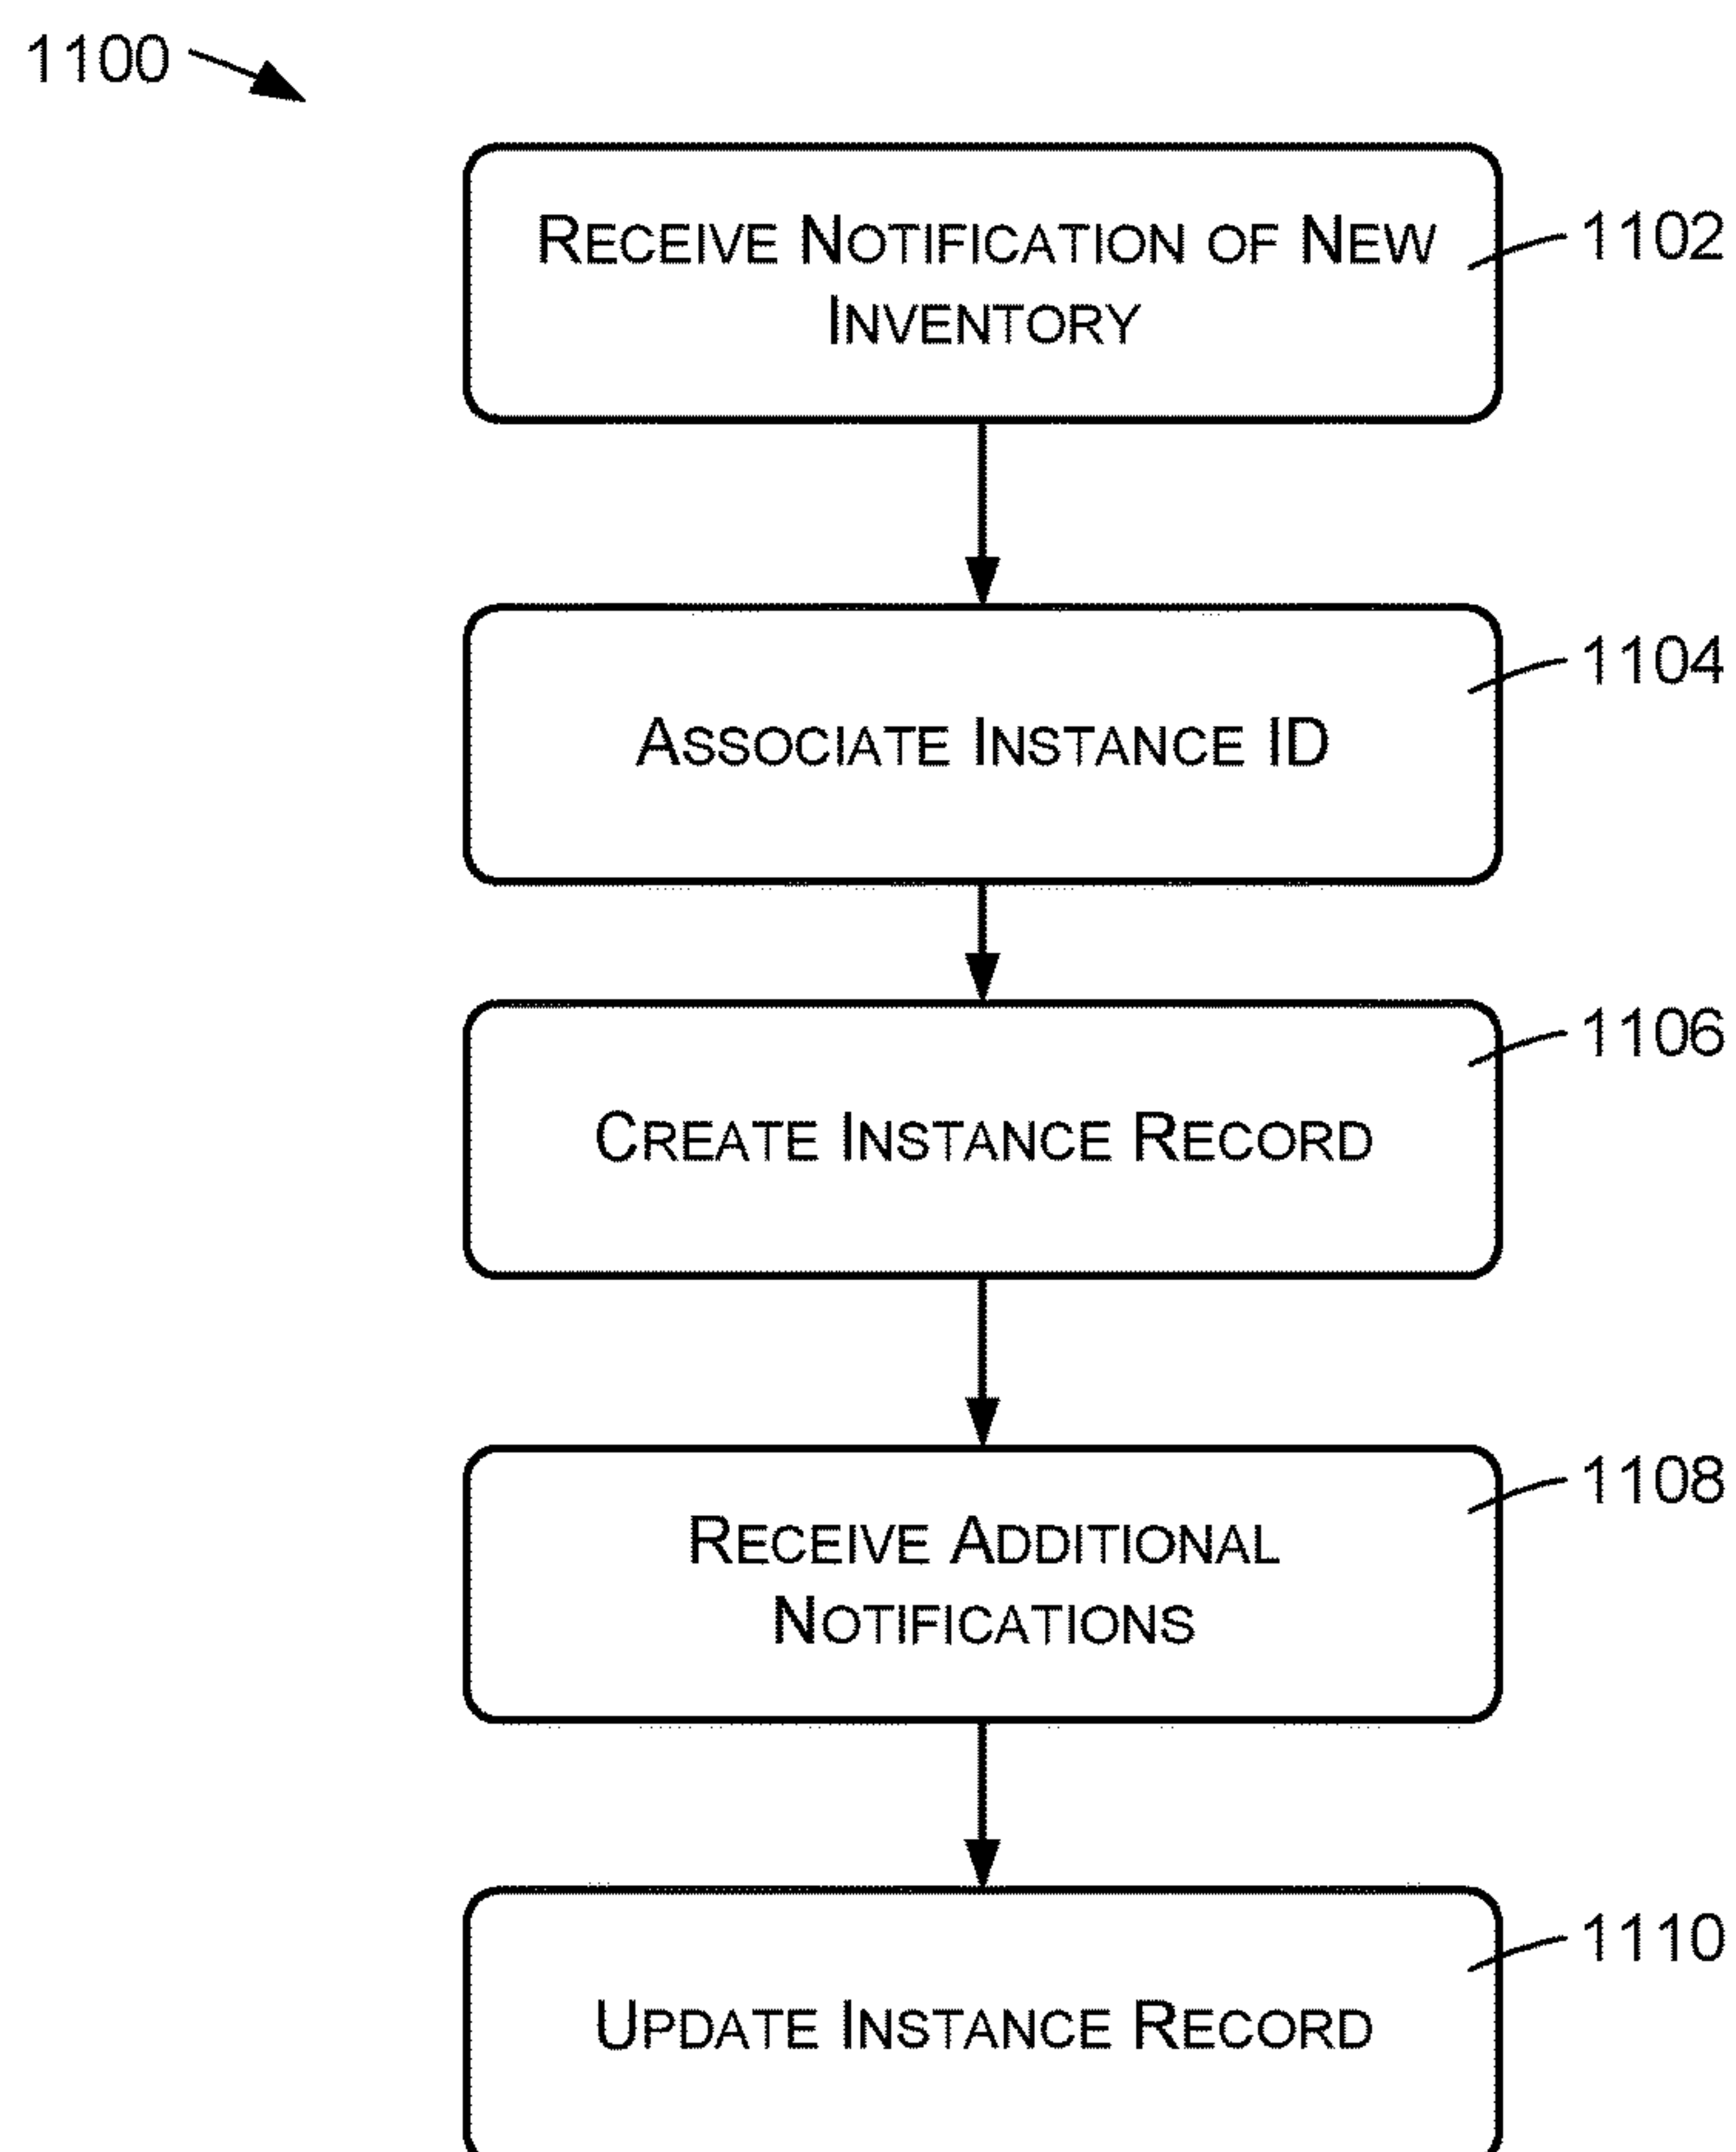 1100
RECEIVE NOTIFICATION OF NEW
INVENTORY
1102
ASSOCIATE INSTANCE ID
1104
CREATE INSTANCE RECORD
1106
RECEIVE ADDITIONAL
NOTIFICATIONS
1108
UPDATE INSTANCE RECORD
1110